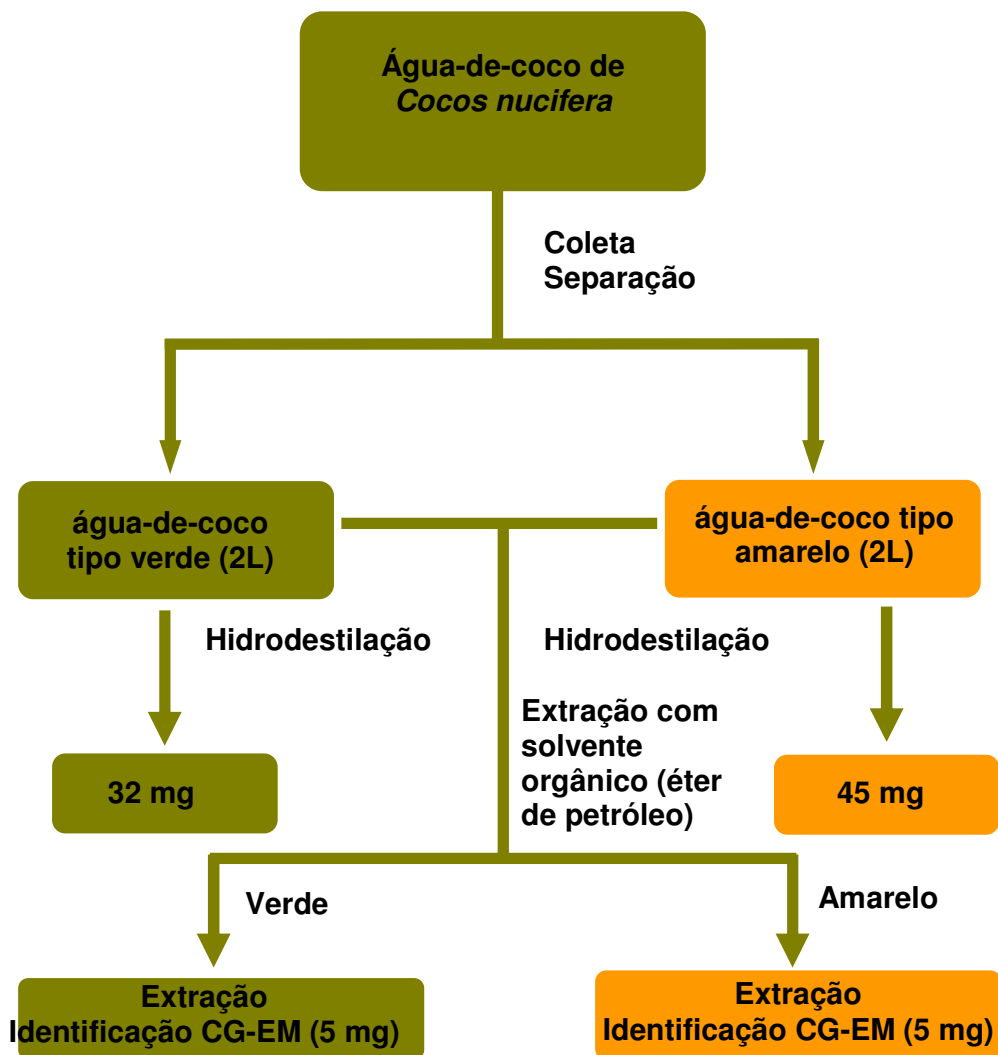 Água-de-coco de
Cocos nucifera
Coleta
Separação
água-de-coco
tipo verde (2L)
água-de-coco tipo
amarelo (2L)
Hidrodestilação
Hidrodestilação
Extração com
solvente
orgânico (éter
de petróleo)
32 mg
45 mg
Verde
Amarelo
Extração
Identificação CG-EM (5 mg)
Extração
Identificação CG-EM (5 mg)